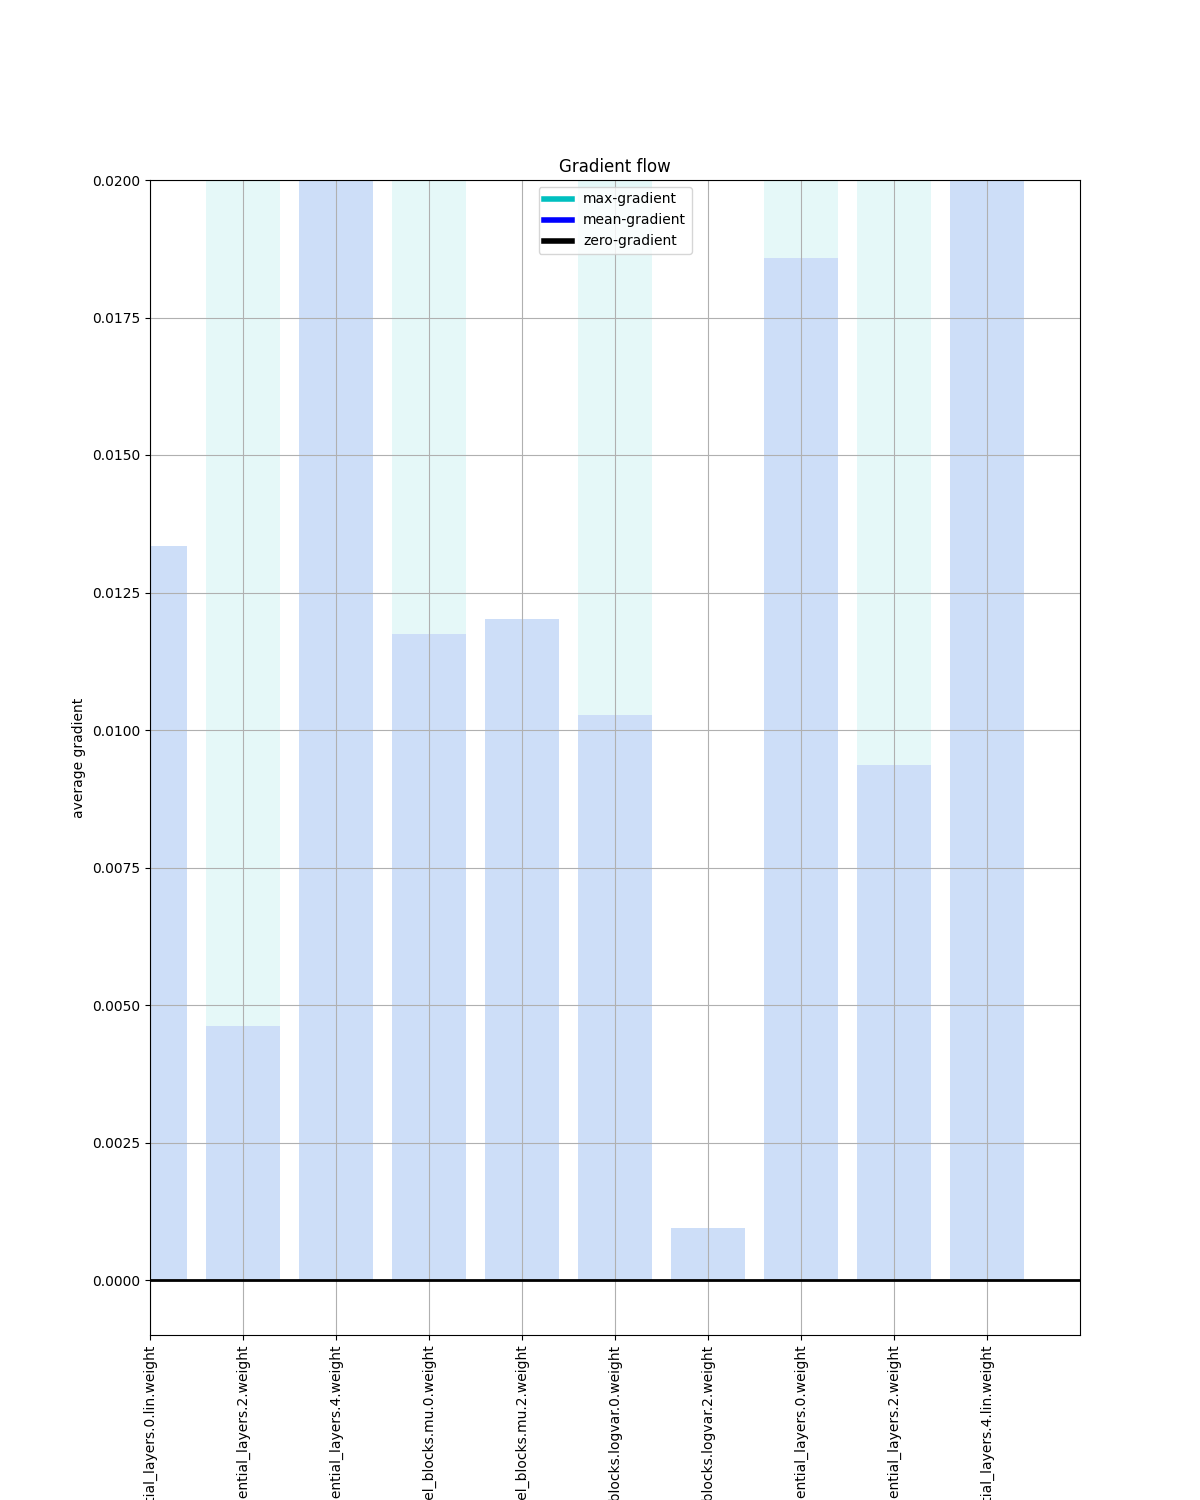 Gradient flow
max-gradient
mean-gradient
zero-gradient
0.0200
0.0175
0.0150
0.0125
0.0100
0.0075
0.0050
0.0025
0.0000
average gradient
tial_layers.0.lin.weight
ential_layers.2.weight
ential_layers.4.weight
el_blocks.mu.0.weight
el_blocks.mu.2.weight
blocks.logvar.0.weight
blocks.logvar.2.weight
ential_layers.0.weight
ential_layers.2.weight
tial_layers.4.lin.weight